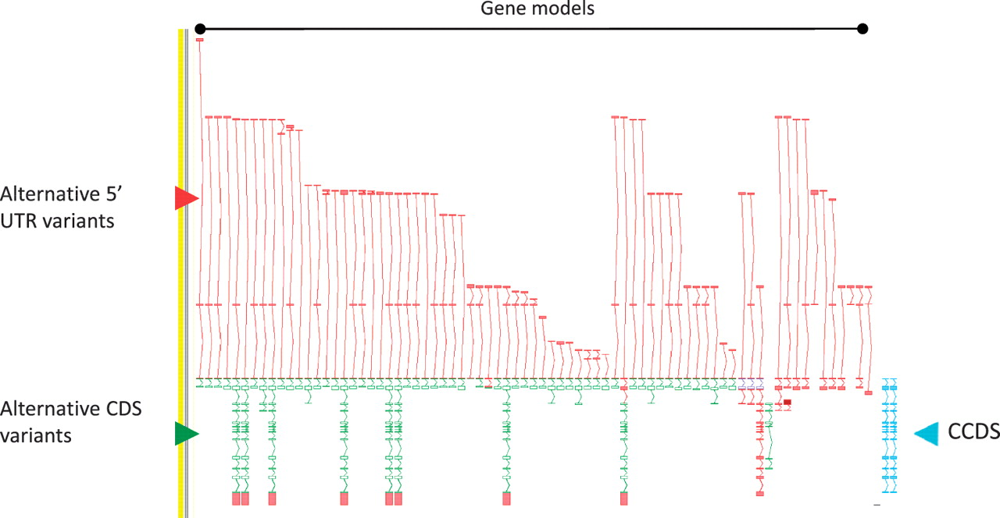 Gene models
Alternative 5’
UTR variants
Alternative CDS
variants
CCDS